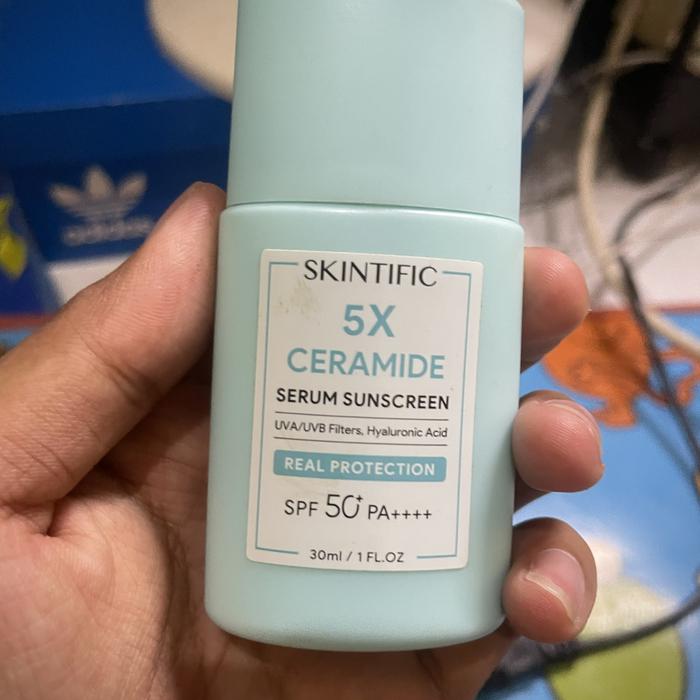 adidas
SKINTIFIC
5X
CERAMIDE
SERUM SUNSCREEN
UVA/UVB Filters, Hyaluronic Acid
REAL PROTECTION
SPF 50+ PA++++
30ml / 1 FL.OZ